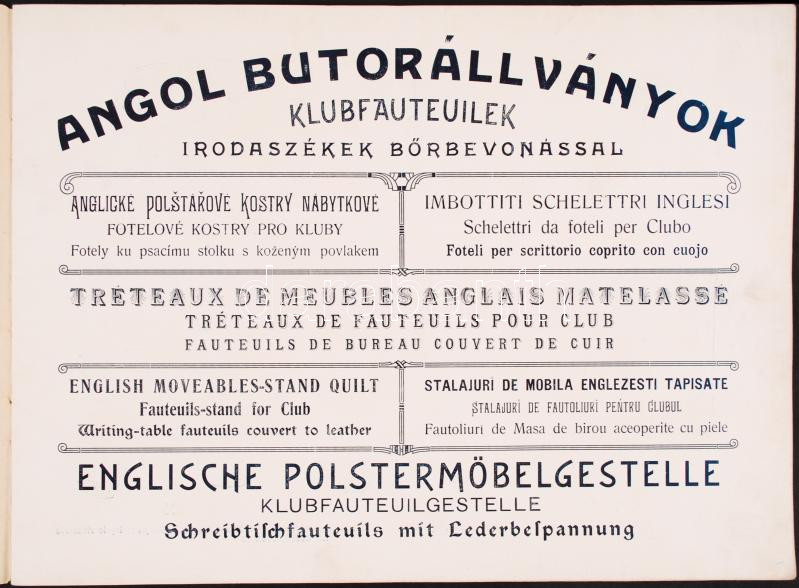 ANGOL BUTORÁLLVÁNYOK
KLUBFAUTEUILEK
IRODASZÉKEK BŐRBEVONÁSSAL
ANGLICKÉ POLŠTÁŘOVÉ KOSTRY NÁBYTKOVÉ
FOTELOVÉ KOSTRY PRO KLUBY
Fotely ku psacímu stolku s koženým povlakem
IMBOTTITI SCHELETTRI INGLESI
Schelettri da foteli per Clubo
Foteli per scrittorio coprito con cuojo
TRÉTEAUX DE MEUBLES ANGLAIS MATELASSÉ
TRÉTEAUX DE FAUTEUILS POUR CLUB
FAUTEUILS DE BUREAU COUVERT DE CUIR
ENGLISH MOVEABLES-STAND QUILT
Fauteuils-stand for Club
Writing-table fauteuils couvert to leather
STALAJURI DE MOBILA ENGLEZESTI TAPISATE
STALAJURI DE FAUTOLIURI PENTRU CLUBUL
Fautoliuri de Masa de birou aceoperite cu piele
ENGLISCHE POLSTERMÖBELGESTELLE
KLUBFAUTEUILGESTELLE
Schreibtischfauteuils mit Lederbespannung